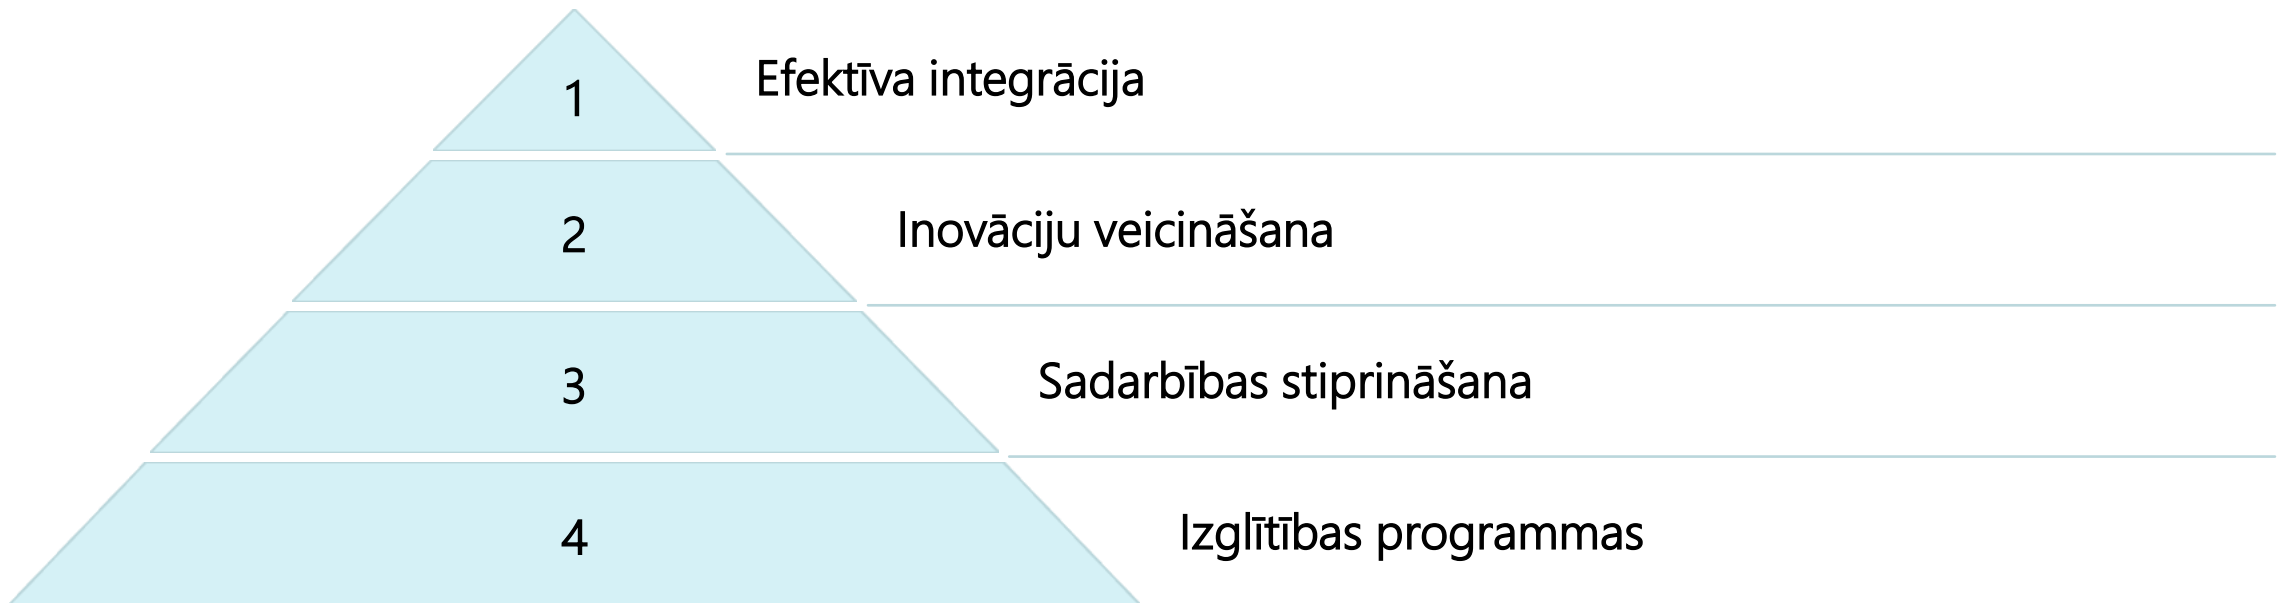 1
Efektīva integrācija
2
Inovāciju veicināšana
3
Sadarbības stiprināšana
4
Izglītības programmas